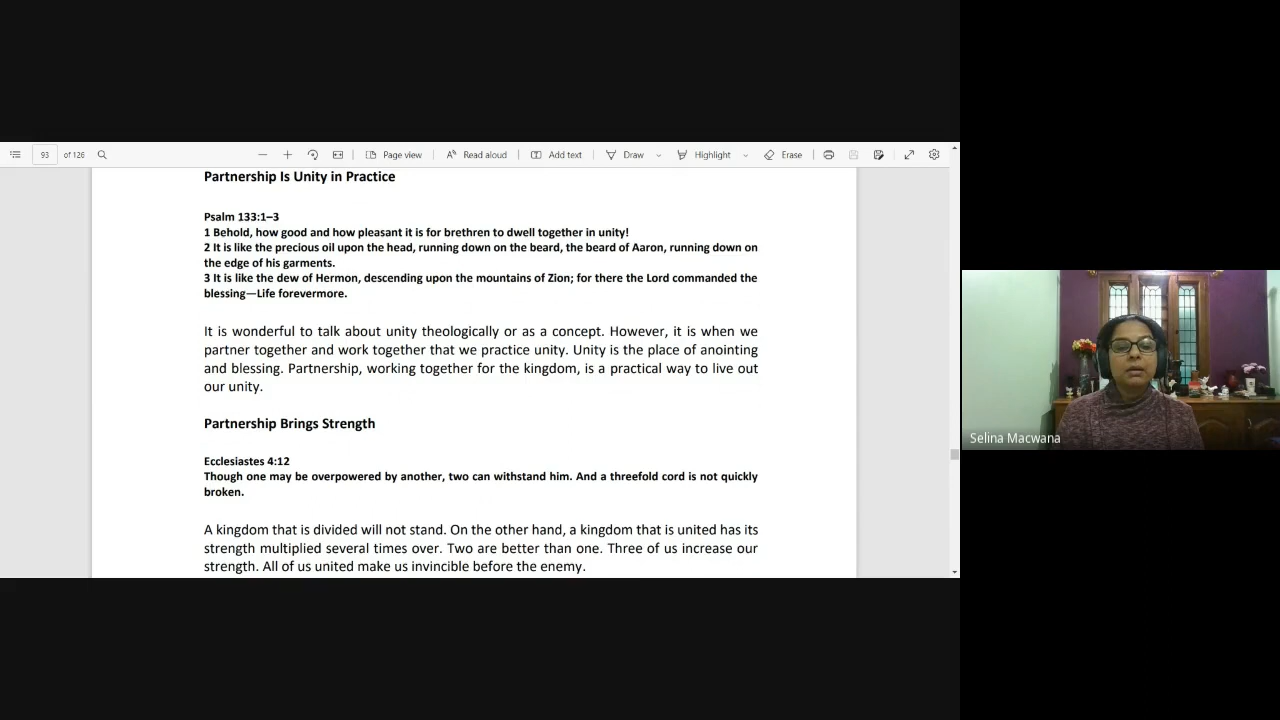 93 of 126 Page view Read aloud Add text Draw Highlight Erase
Partnership Is Unity in Practice
Psalm 133:1–3
1 Behold, how good and how pleasant it is for brethren to dwell together in unity!
2 It is like the precious oil upon the head, running down on the beard, the beard of Aaron, running down on
the edge of his garments.
3 It is like the dew of Hermon, descending upon the mountains of Zion; for there the Lord commanded the
blessing—Life forevermore.
It is wonderful to talk about unity theologically or as a concept. However, it is when we
partner together and work together that we practice unity. Unity is the place of anointing
and blessing. Partnership, working together for the kingdom, is a practical way to live out
our unity.
Partnership Brings Strength
Ecclesiastes 4:12
Though one may be overpowered by another, two can withstand him. And a threefold cord is not quickly
broken.
A kingdom that is divided will not stand. On the other hand, a kingdom that is united has its
strength multiplied several times over. Two are better than one. Three of us increase our
strength. All of us united make us invincible before the enemy.
Selina Macwana